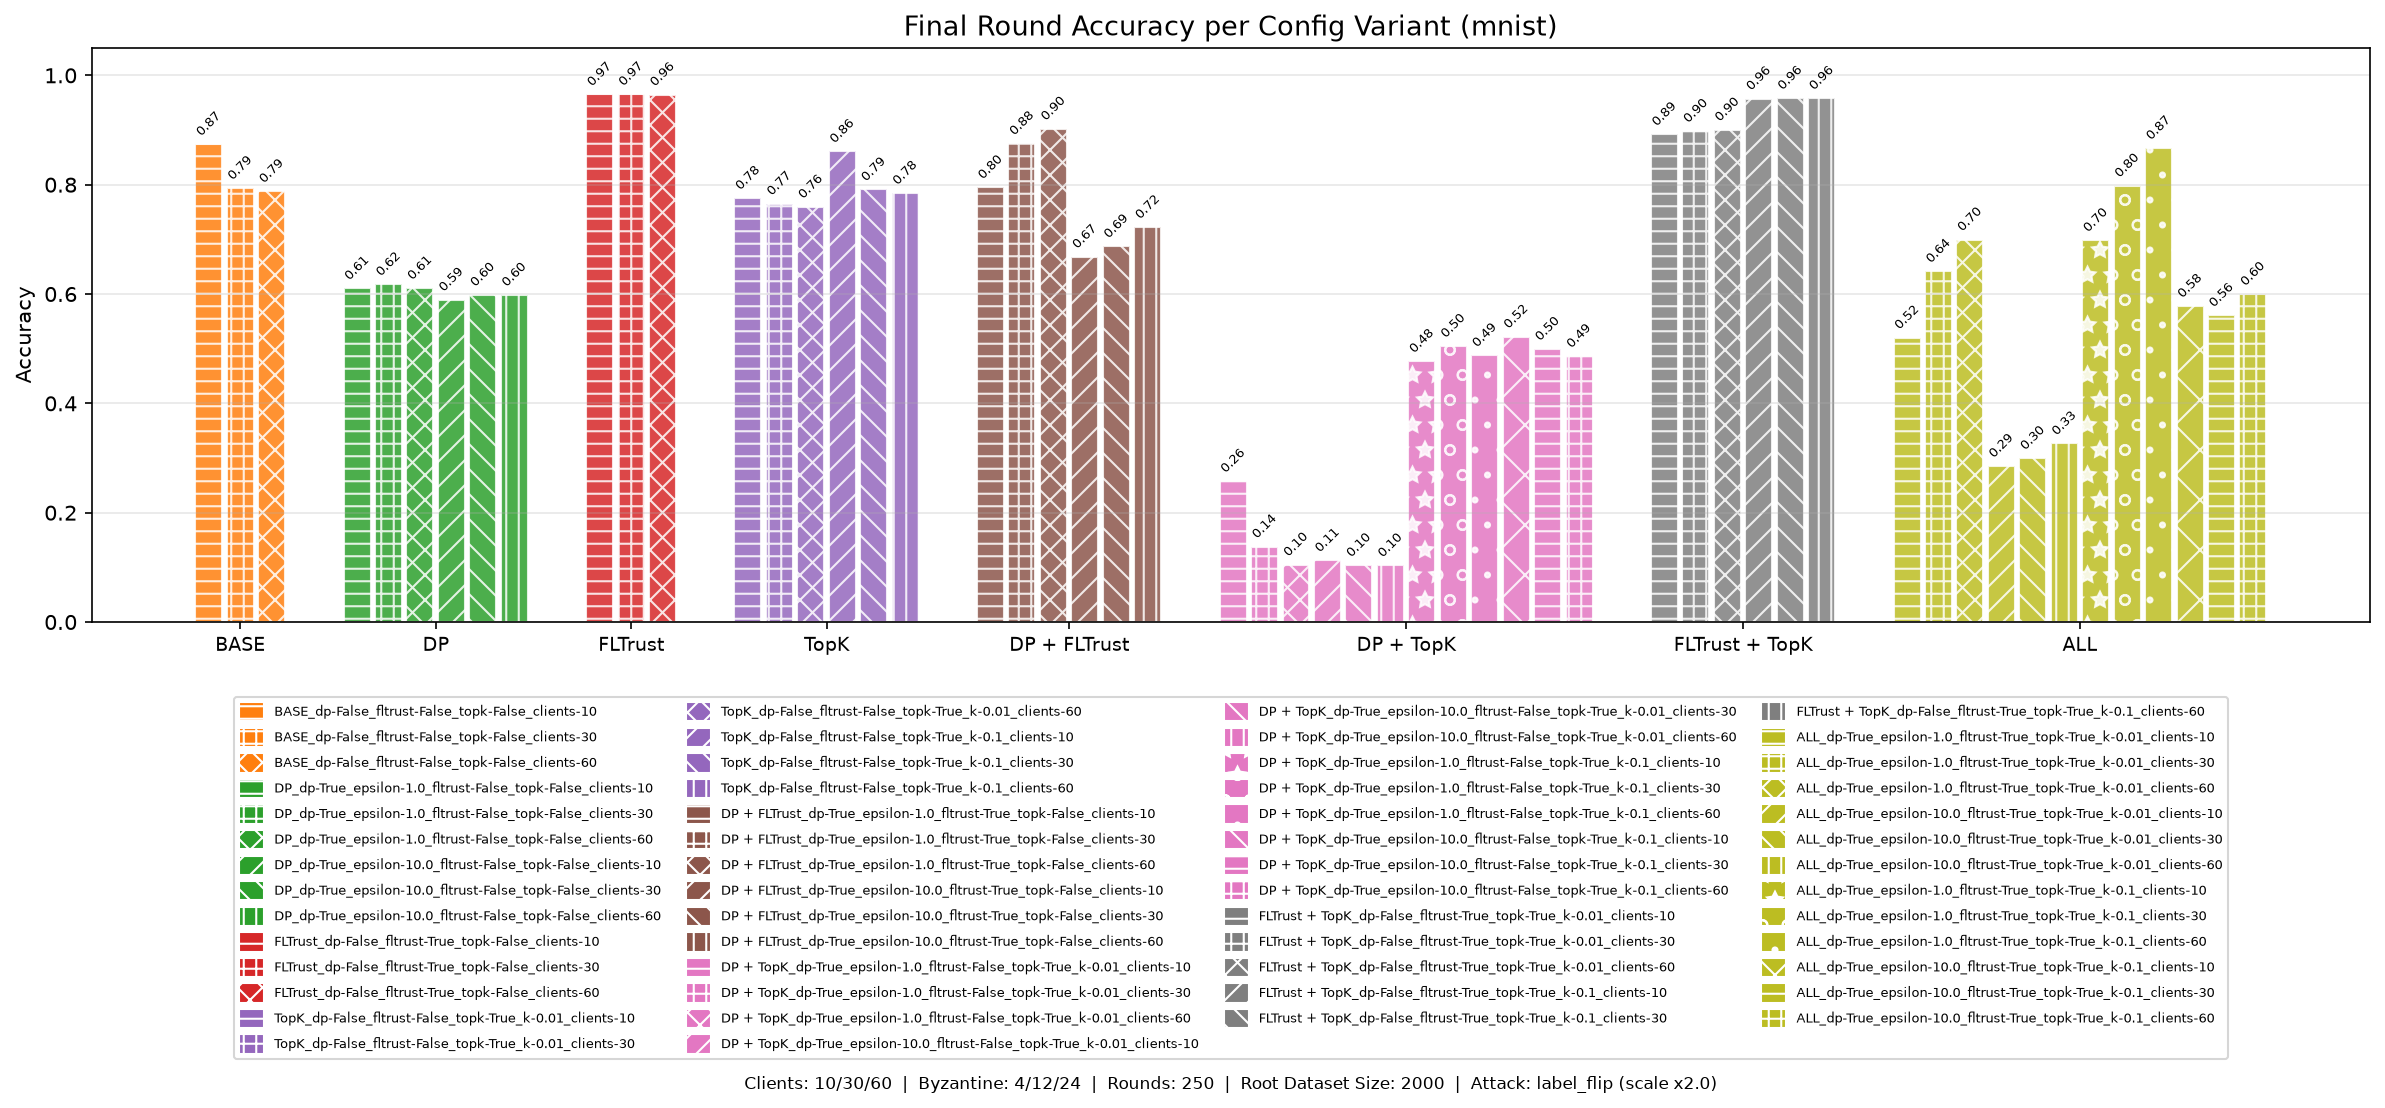 Final Round Accuracy per Config Variant (mnist)
Accuracy
1.0
0.8
0.6
0.4
0.2
0.0
0.87 0.79 0.79
0.61 0.62 0.61 0.59 0.60 0.60
0.97 0.97 0.96
0.78 0.77 0.76 0.86 0.79 0.78
0.80 0.88 0.90 0.67 0.69 0.72
0.26 0.14 0.10 0.11 0.10 0.10 0.48 0.50 0.49 0.52 0.50 0.49
0.89 0.90 0.90 0.96 0.96 0.96
0.52 0.64 0.70 0.29 0.30 0.33 0.70 0.80 0.87 0.58 0.56 0.60
BASE DP FLTrust TopK DP + FLTrust DP + TopK FLTrust + TopK ALL
BASE_dp-False_fltrust-False_topk-False_clients-10
BASE_dp-False_fltrust-False_topk-False_clients-30
BASE_dp-False_fltrust-False_topk-False_clients-60
DP_dp-True_epsilon-1.0_fltrust-False_topk-False_clients-10
DP_dp-True_epsilon-1.0_fltrust-False_topk-False_clients-30
DP_dp-True_epsilon-1.0_fltrust-False_topk-False_clients-60
DP_dp-True_epsilon-10.0_fltrust-False_topk-False_clients-10
DP_dp-True_epsilon-10.0_fltrust-False_topk-False_clients-30
DP_dp-True_epsilon-10.0_fltrust-False_topk-False_clients-60
FLTrust_dp-False_fltrust-True_topk-False_clients-10
FLTrust_dp-False_fltrust-True_topk-False_clients-30
FLTrust_dp-False_fltrust-True_topk-False_clients-60
TopK_dp-False_fltrust-False_topk-True_k-0.01_clients-10
TopK_dp-False_fltrust-False_topk-True_k-0.01_clients-30
TopK_dp-False_fltrust-False_topk-True_k-0.01_clients-60
TopK_dp-False_fltrust-False_topk-True_k-0.1_clients-10
TopK_dp-False_fltrust-False_topk-True_k-0.1_clients-30
TopK_dp-False_fltrust-False_topk-True_k-0.1_clients-60
DP + FLTrust_dp-True_epsilon-1.0_fltrust-True_topk-False_clients-10
DP + FLTrust_dp-True_epsilon-1.0_fltrust-True_topk-False_clients-30
DP + FLTrust_dp-True_epsilon-1.0_fltrust-True_topk-False_clients-60
DP + FLTrust_dp-True_epsilon-10.0_fltrust-True_topk-False_clients-10
DP + FLTrust_dp-True_epsilon-10.0_fltrust-True_topk-False_clients-30
DP + FLTrust_dp-True_epsilon-10.0_fltrust-True_topk-False_clients-60
DP + TopK_dp-True_epsilon-1.0_fltrust-False_topk-True_k-0.01_clients-10
DP + TopK_dp-True_epsilon-1.0_fltrust-False_topk-True_k-0.01_clients-30
DP + TopK_dp-True_epsilon-1.0_fltrust-False_topk-True_k-0.01_clients-60
DP + TopK_dp-True_epsilon-10.0_fltrust-False_topk-True_k-0.01_clients-10
DP + TopK_dp-True_epsilon-10.0_fltrust-False_topk-True_k-0.01_clients-30
DP + TopK_dp-True_epsilon-10.0_fltrust-False_topk-True_k-0.01_clients-60
DP + TopK_dp-True_epsilon-1.0_fltrust-False_topk-True_k-0.1_clients-10
DP + TopK_dp-True_epsilon-1.0_fltrust-False_topk-True_k-0.1_clients-30
DP + TopK_dp-True_epsilon-1.0_fltrust-False_topk-True_k-0.1_clients-60
DP + TopK_dp-True_epsilon-10.0_fltrust-False_topk-True_k-0.1_clients-10
DP + TopK_dp-True_epsilon-10.0_fltrust-False_topk-True_k-0.1_clients-30
DP + TopK_dp-True_epsilon-10.0_fltrust-False_topk-True_k-0.1_clients-60
FLTrust + TopK_dp-False_fltrust-True_topk-True_k-0.01_clients-10
FLTrust + TopK_dp-False_fltrust-True_topk-True_k-0.01_clients-30
FLTrust + TopK_dp-False_fltrust-True_topk-True_k-0.01_clients-60
FLTrust + TopK_dp-False_fltrust-True_topk-True_k-0.1_clients-10
FLTrust + TopK_dp-False_fltrust-True_topk-True_k-0.1_clients-30
FLTrust + TopK_dp-False_fltrust-True_topk-True_k-0.1_clients-60
ALL_dp-True_epsilon-1.0_fltrust-True_topk-True_k-0.01_clients-10
ALL_dp-True_epsilon-1.0_fltrust-True_topk-True_k-0.01_clients-30
ALL_dp-True_epsilon-1.0_fltrust-True_topk-True_k-0.01_clients-60
ALL_dp-True_epsilon-10.0_fltrust-True_topk-True_k-0.01_clients-10
ALL_dp-True_epsilon-10.0_fltrust-True_topk-True_k-0.01_clients-30
ALL_dp-True_epsilon-10.0_fltrust-True_topk-True_k-0.01_clients-60
ALL_dp-True_epsilon-1.0_fltrust-True_topk-True_k-0.1_clients-10
ALL_dp-True_epsilon-1.0_fltrust-True_topk-True_k-0.1_clients-30
ALL_dp-True_epsilon-1.0_fltrust-True_topk-True_k-0.1_clients-60
ALL_dp-True_epsilon-10.0_fltrust-True_topk-True_k-0.1_clients-10
ALL_dp-True_epsilon-10.0_fltrust-True_topk-True_k-0.1_clients-30
ALL_dp-True_epsilon-10.0_fltrust-True_topk-True_k-0.1_clients-60
Clients: 10/30/60 | Byzantine: 4/12/24 | Rounds: 250 | Root Dataset Size: 2000 | Attack: label_flip (scale x2.0)